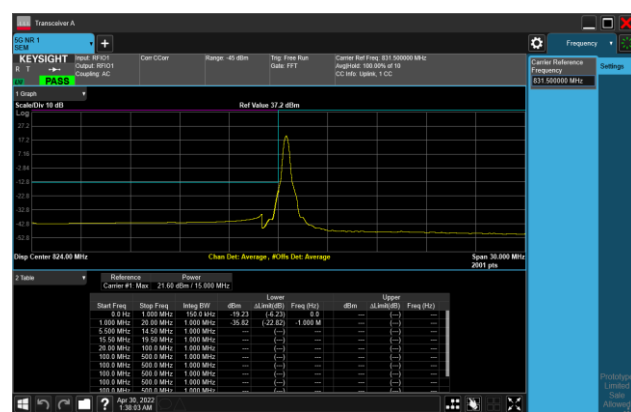 Transceiver A
5G NR 1
SEM
Frequency
KEYSIGHT
R T
PASS
Input: RFIO1
Output: RFIO1
Coupling: AC
Corr CCorr
Range: -45 dBm
Trig: Free Run
Gate: FFT
Carrier Ref Freq: 831.500000 MHz
Avg|Hold: 100.00% of 10
CC Info: Uplink, 1 CC
Carrier Reference
Frequency
831.500000 MHz
Settings
1 Graph
Scale/Div 10 dB
Ref Value 37.2 dBm
Log
27.2
17.2
7.16
-2.84
-12.8
-22.8
-32.8
-42.8
-52.8
Disp Center 824.00 MHz
Chan Det: Average , #Offs Det: Average
Span 30.000 MHz
2001 pts
2 Table
Reference Power
Carrier #1 Max 21.60 dBm / 15.000 MHz
Lower Upper
Start Freq Stop Freq Integ BW dBm ΔLimit(dB) Freq (Hz) dBm ΔLimit(dB) Freq (Hz)
0.0 Hz 1.000 MHz 150.0 kHz -19.23 (-6.23) 0.0 --- (---) ---
1.000 MHz 20.00 MHz 1.000 MHz -35.82 (-22.82) -1.000 M --- (---) ---
5.500 MHz 14.50 MHz 1.000 MHz --- (---) --- --- (---) ---
15.50 MHz 19.50 MHz 1.000 MHz --- (---) --- --- (---) ---
20.00 MHz 100.0 MHz 1.000 MHz --- (---) --- --- (---) ---
100.0 MHz 500.0 MHz 1.000 MHz --- (---) --- --- (---) ---
100.0 MHz 500.0 MHz 1.000 MHz --- (---) --- --- (---) ---
100.0 MHz 500.0 MHz 1.000 MHz --- (---) --- --- (---) ---
100.0 MHz 500.0 MHz 1.000 MHz --- (---) --- --- (---) ---
100.0 MHz 500.0 MHz 1.000 MHz --- (---) --- --- (---) ---
Prototype
Limited
Sale
Allowed
Apr 30, 2022
1:38:03 AM